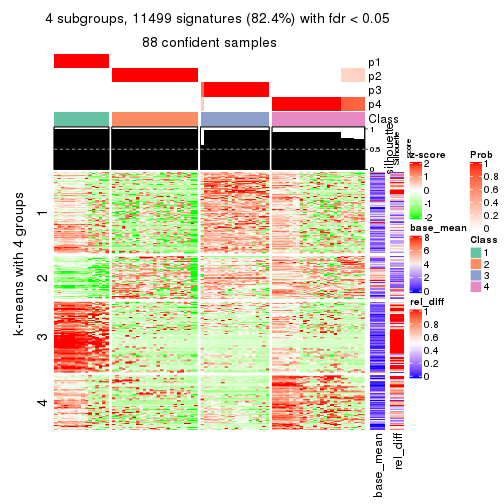 4 subgroups, 11499 signatures (82.4%) with fdr < 0.05
88 confident samples
p1
p2
p3
p4
Class
1
0.5
0
silhouette
Silhouette
score
k-means with 4 groups
1
2
3
4
base_mean
rel_diff
z-score
2
1
0
-1
-2
base_mean
8
6
4
2
0
rel_diff
1
0.8
0.6
0.4
0.2
0
Prob
1
0.8
0.6
0.4
0.2
0
Class
1
2
3
4